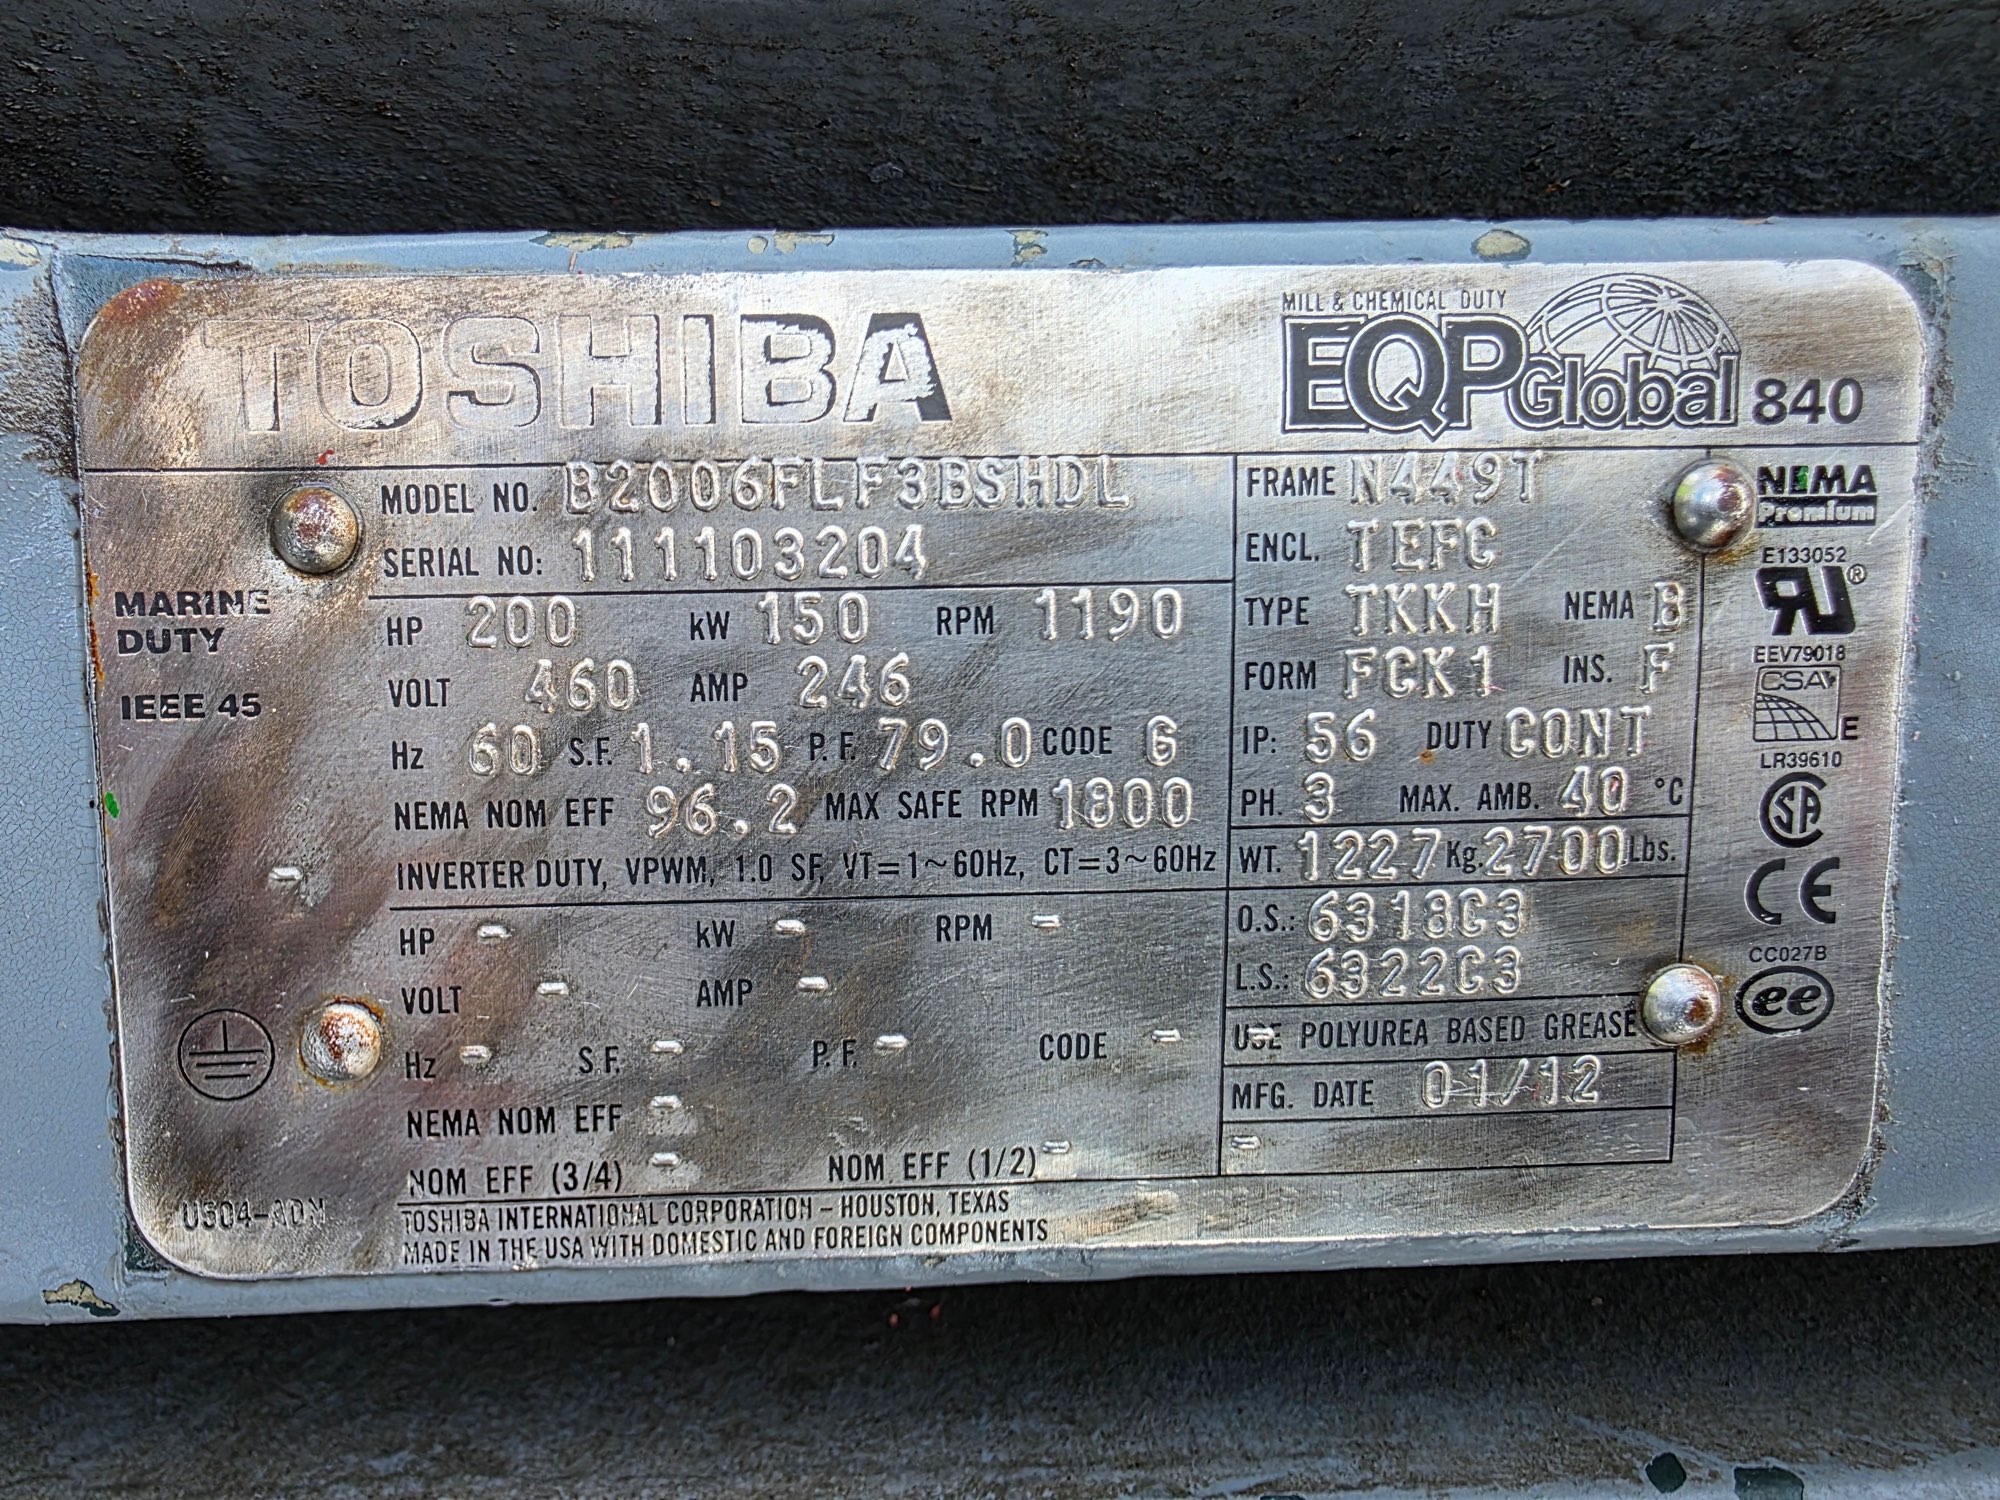 TOSHIBA
MILL & CHEMICAL DUTY
EQP Global 840
MODEL NO. B2006FLF3BSHDL
SERIAL NO: 111103204
MARINE
DUTY
IEEE 45
HP 200 kW 150 RPM 1190
VOLT 460 AMP 246
Hz 60 S.F. 1.15 P.F. 79.0 CODE G
NEMA NOM EFF 96.2 MAX SAFE RPM 1800
- INVERTER DUTY, VPWM, 1.0 SF, VT=1~60Hz, CT=3~60Hz
HP - kW - RPM -
VOLT - AMP -
Hz - S.F. - P.F. - CODE -
NEMA NOM EFF -
NOM EFF (3/4) - NOM EFF (1/2) -
TOSHIBA INTERNATIONAL CORPORATION - HOUSTON, TEXAS
MADE IN THE USA WITH DOMESTIC AND FOREIGN COMPONENTS
FRAME N449T
ENCL. TEFC
TYPE TKKH NEMA B
FORM FCK1 INS. F
IP: 56 DUTY CONT
PH. 3 MAX. AMB. 40 °C
WT. 1227 Kg. 2700 Lbs.
O.S.: 6318C3
L.S.: 6322C3
USE POLYUREA BASED GREASE
MFG. DATE 01/12
-
NEMA
Premium
E133052
RU®
EEV79018
CSA
E
LR39610
SA
CE
CC027B
ee